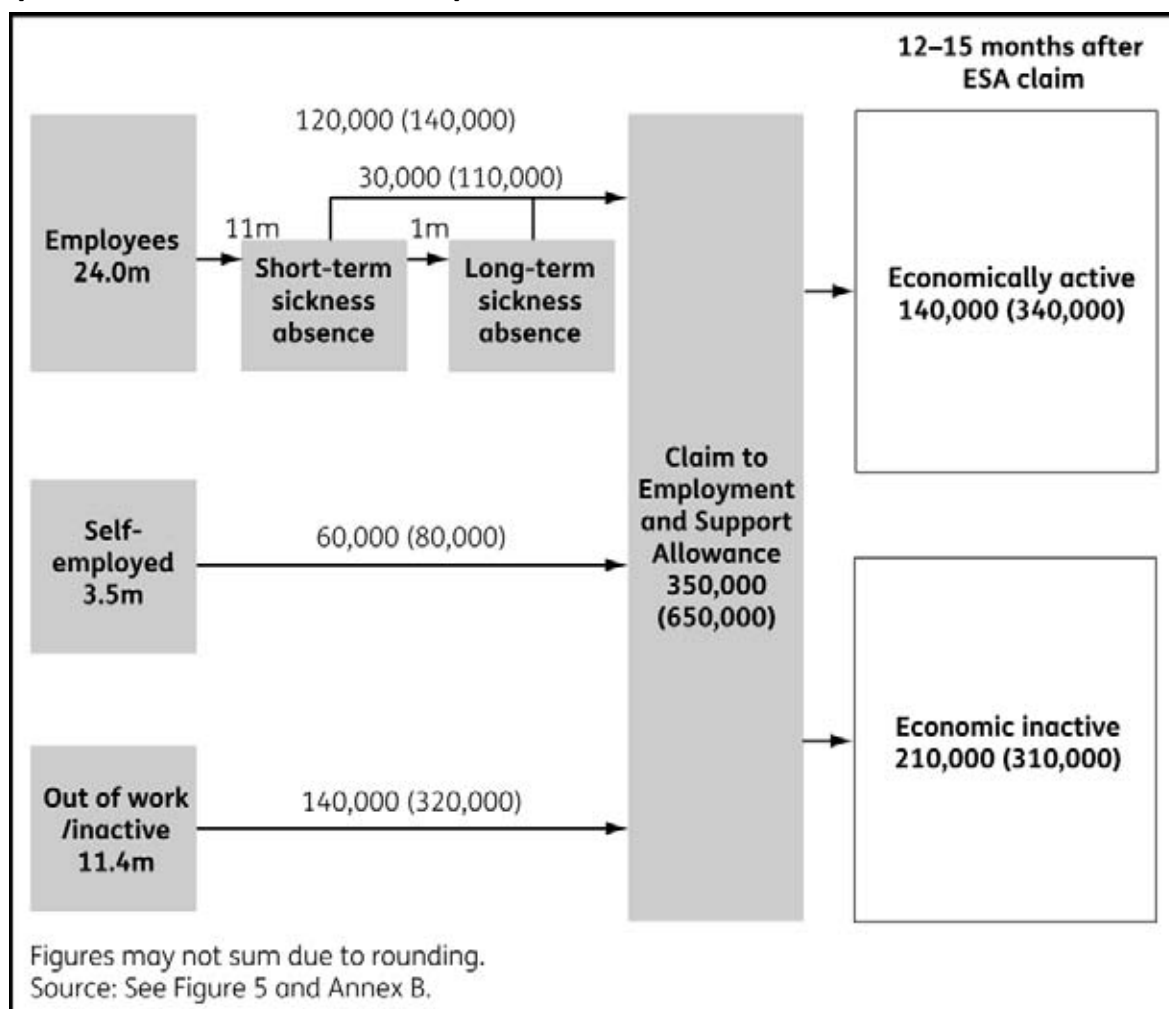 12–15 months after
ESA claim
120,000 (140,000)
30,000 (110,000)
Employees
24.0m
11m
Short-term
sickness
absence
1m
Long-term
sickness
absence
Economically active
140,000 (340,000)
Claim to
Employment
and Support
Allowance
350,000
(650,000)
Self-
employed
3.5m
60,000 (80,000)
Economic inactive
210,000 (310,000)
Out of work
/inactive
11.4m
140,000 (320,000)
Figures may not sum due to rounding.
Source: See Figure 5 and Annex B.